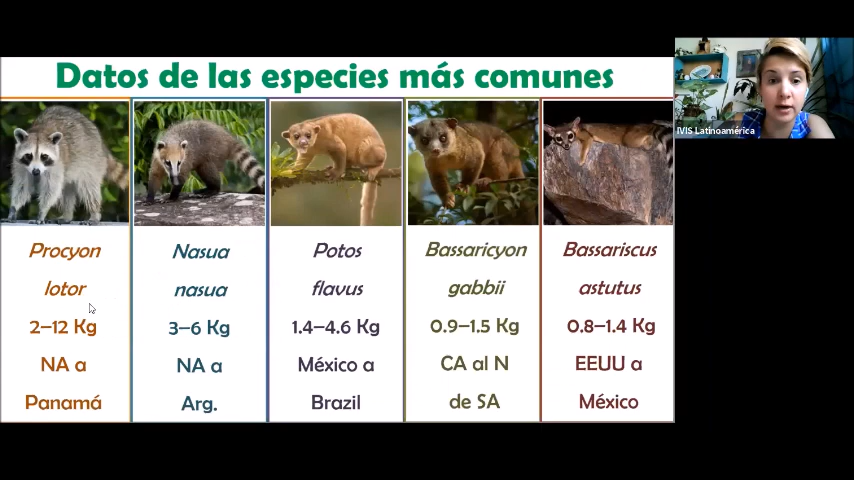 Datos de las especies más comunes
IVIS Latinoamérica
Procyon
lotor
2–12 Kg
NA a
Panamá
Nasua
nasua
3–6 Kg
NA a
Arg.
Potos
flavus
1.4–4.6 Kg
México a
Brazil
Bassaricyon
gabbii
0.9–1.5 Kg
CA al N
de SA
Bassariscus
astutus
0.8–1.4 Kg
EEUU a
México